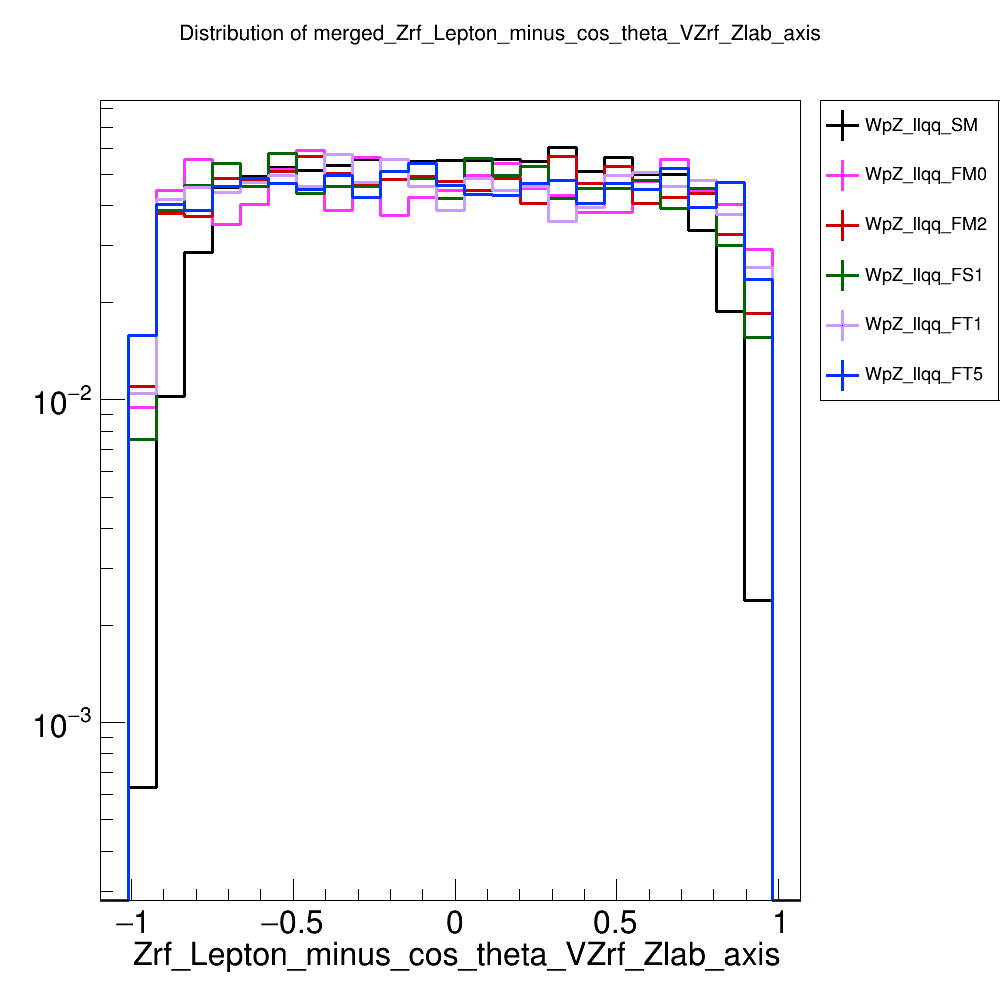 Distribution of merged_Zrf_Lepton_minus_cos_theta_VZrf_Zlab_axis
WpZ_llqq_SM
WpZ_llqq_FM0
WpZ_llqq_FM2
WpZ_llqq_FS1
WpZ_llqq_FT1
WpZ_llqq_FT5
10⁻²
10⁻³
−1 −0.5 0 0.5 1
Zrf_Lepton_minus_cos_theta_VZrf_Zlab_axis